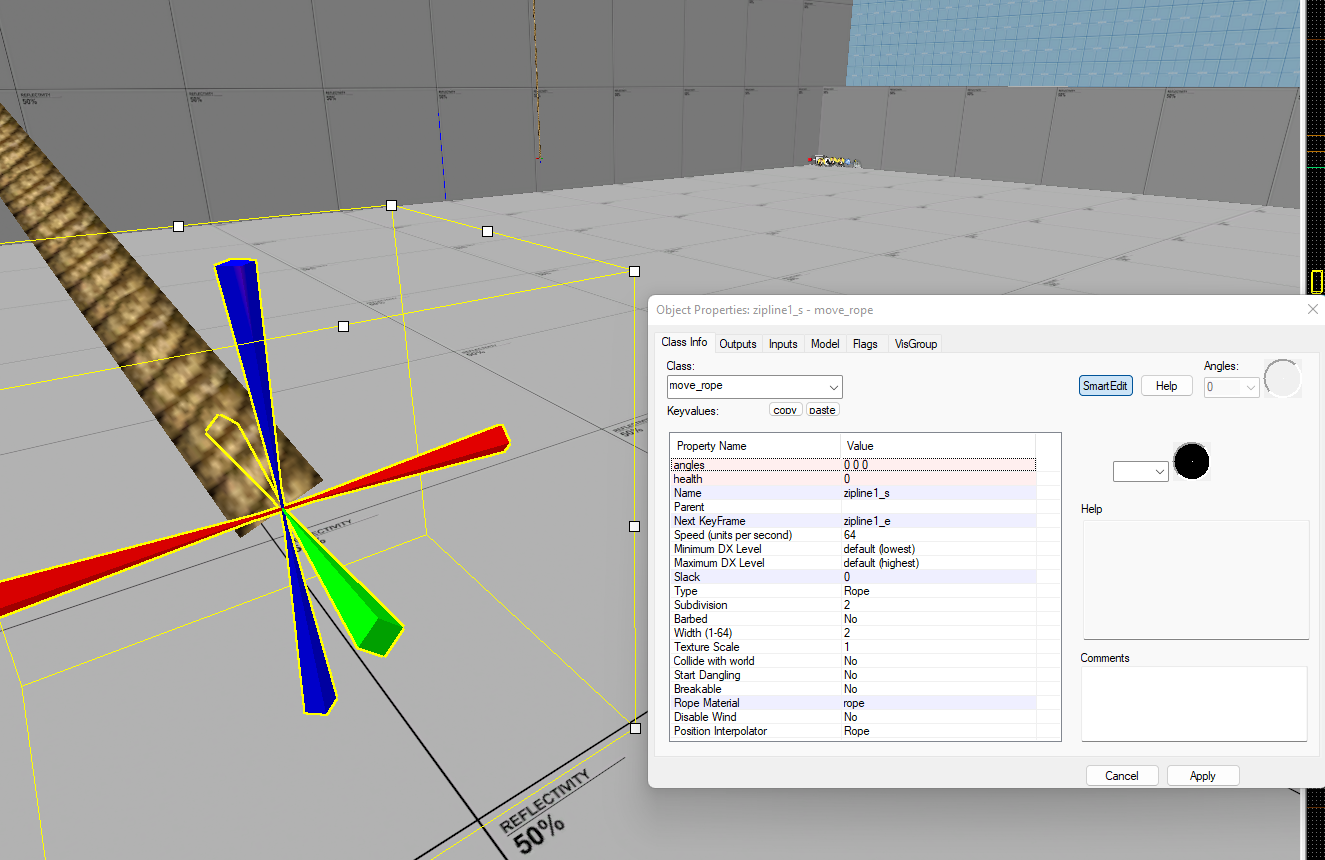 REFLECTIVITY
50%
REFLECTIVITY
50%
REFLECTIVITY
50%
Object Properties: zipline1_s - move_rope
Class Info
Outputs
Inputs
Model
Flags
VisGroup
Class:
move_rope
SmartEdit
Help
Angles:
0
Keyvalues:
copy
paste
Property Name Value
angles 0 0 0
health 0
Name zipline1_s
Parent
Next KeyFrame zipline1_e
Speed (units per second) 64
Minimum DX Level default (lowest)
Maximum DX Level default (highest)
Slack 0
Type Rope
Subdivision 2
Barbed No
Width (1-64) 2
Texture Scale 1
Collide with world No
Start Dangling No
Breakable No
Rope Material rope
Disable Wind No
Position Interpolator Rope
Help
Comments
Cancel
Apply
REFLECTIVITY
50%